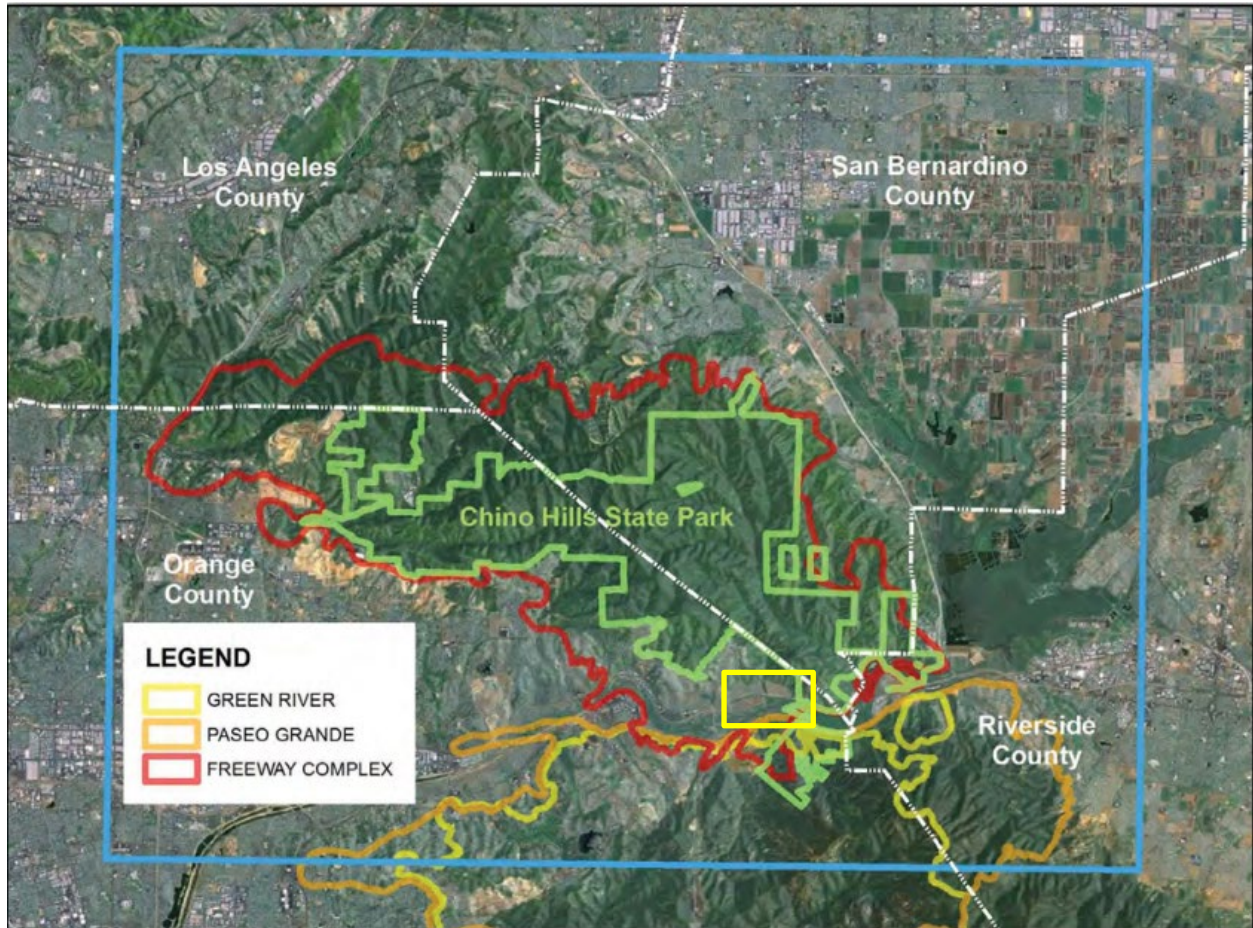 Los Angeles
County
San Bernardino
County
Chino Hills State Park
Orange
County
LEGEND
GREEN RIVER
PASEO GRANDE
FREEWAY COMPLEX
Riverside
County